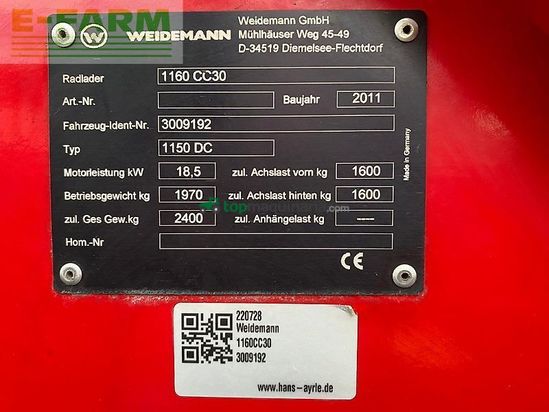 E-FARM
WEIDEMANN
Weidemann GmbH
Mühlhäuser Weg 45-49
D-34519 Diemelsee-Flechtdorf
Radlader 1160 CC30
Art.-Nr. Baujahr 2011
Fahrzeug-Ident-Nr. 3009192
Typ 1150 DC
Motorleistung kW 18,5 zul. Achslast vorn kg 1600
Betriebsgewicht kg 1970 zul. Achslast hinten kg 1600
zul. Ges Gew.kg 2400 zul. Anhängelast kg ----
Hom.-Nr
Made in Germany
CE
topmaquinaria.com
220728
Weidemann
1160CC30
3009192
www.hans-ayrle.de